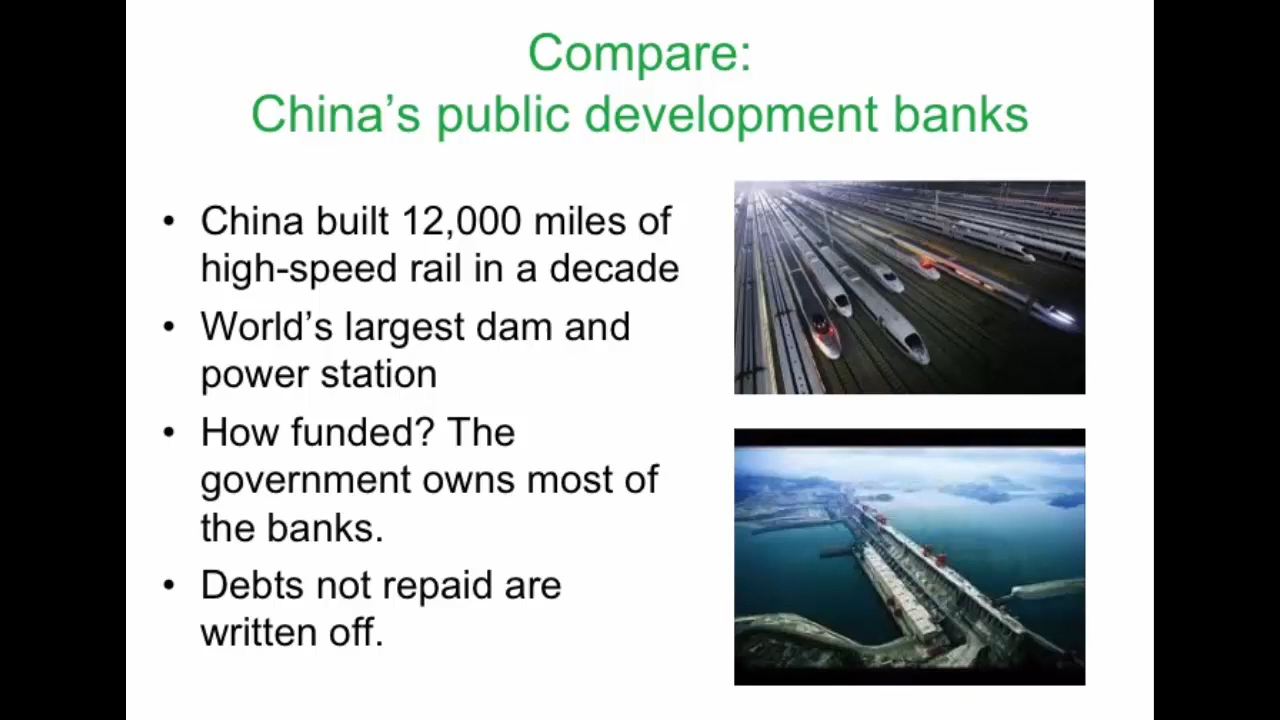 Compare:
China’s public development banks
• China built 12,000 miles of
high-speed rail in a decade
• World’s largest dam and
power station
• How funded? The
government owns most of
the banks.
• Debts not repaid are
written off.